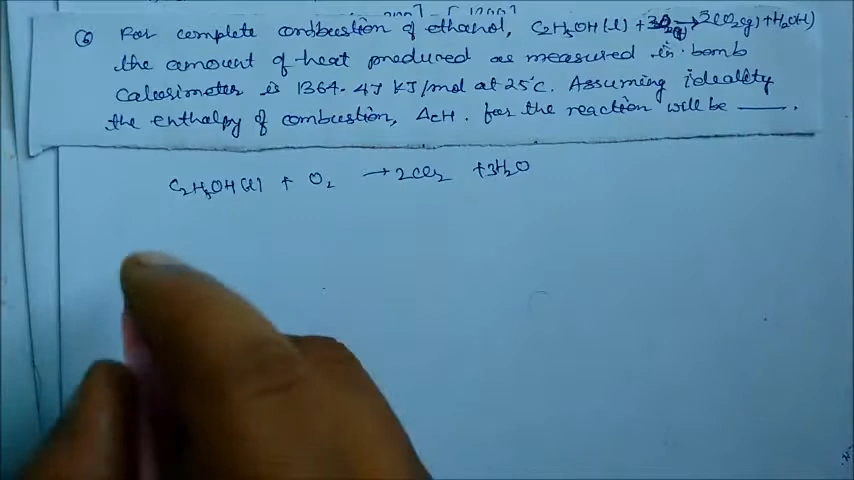 ⑥ For complete combustion of ethanol, C2H5OH(l) + 3O2(g) → 2CO2(g) + H2O(l)
the amount of heat produced as measured in bomb
calorimeter is 1364.47 KJ/mol at 25°C. Assuming ideality
the enthalpy of combustion, ΔcH. for the reaction will be ____.
C2H5OH(l) + O2 → 2CO2 + 3H2O